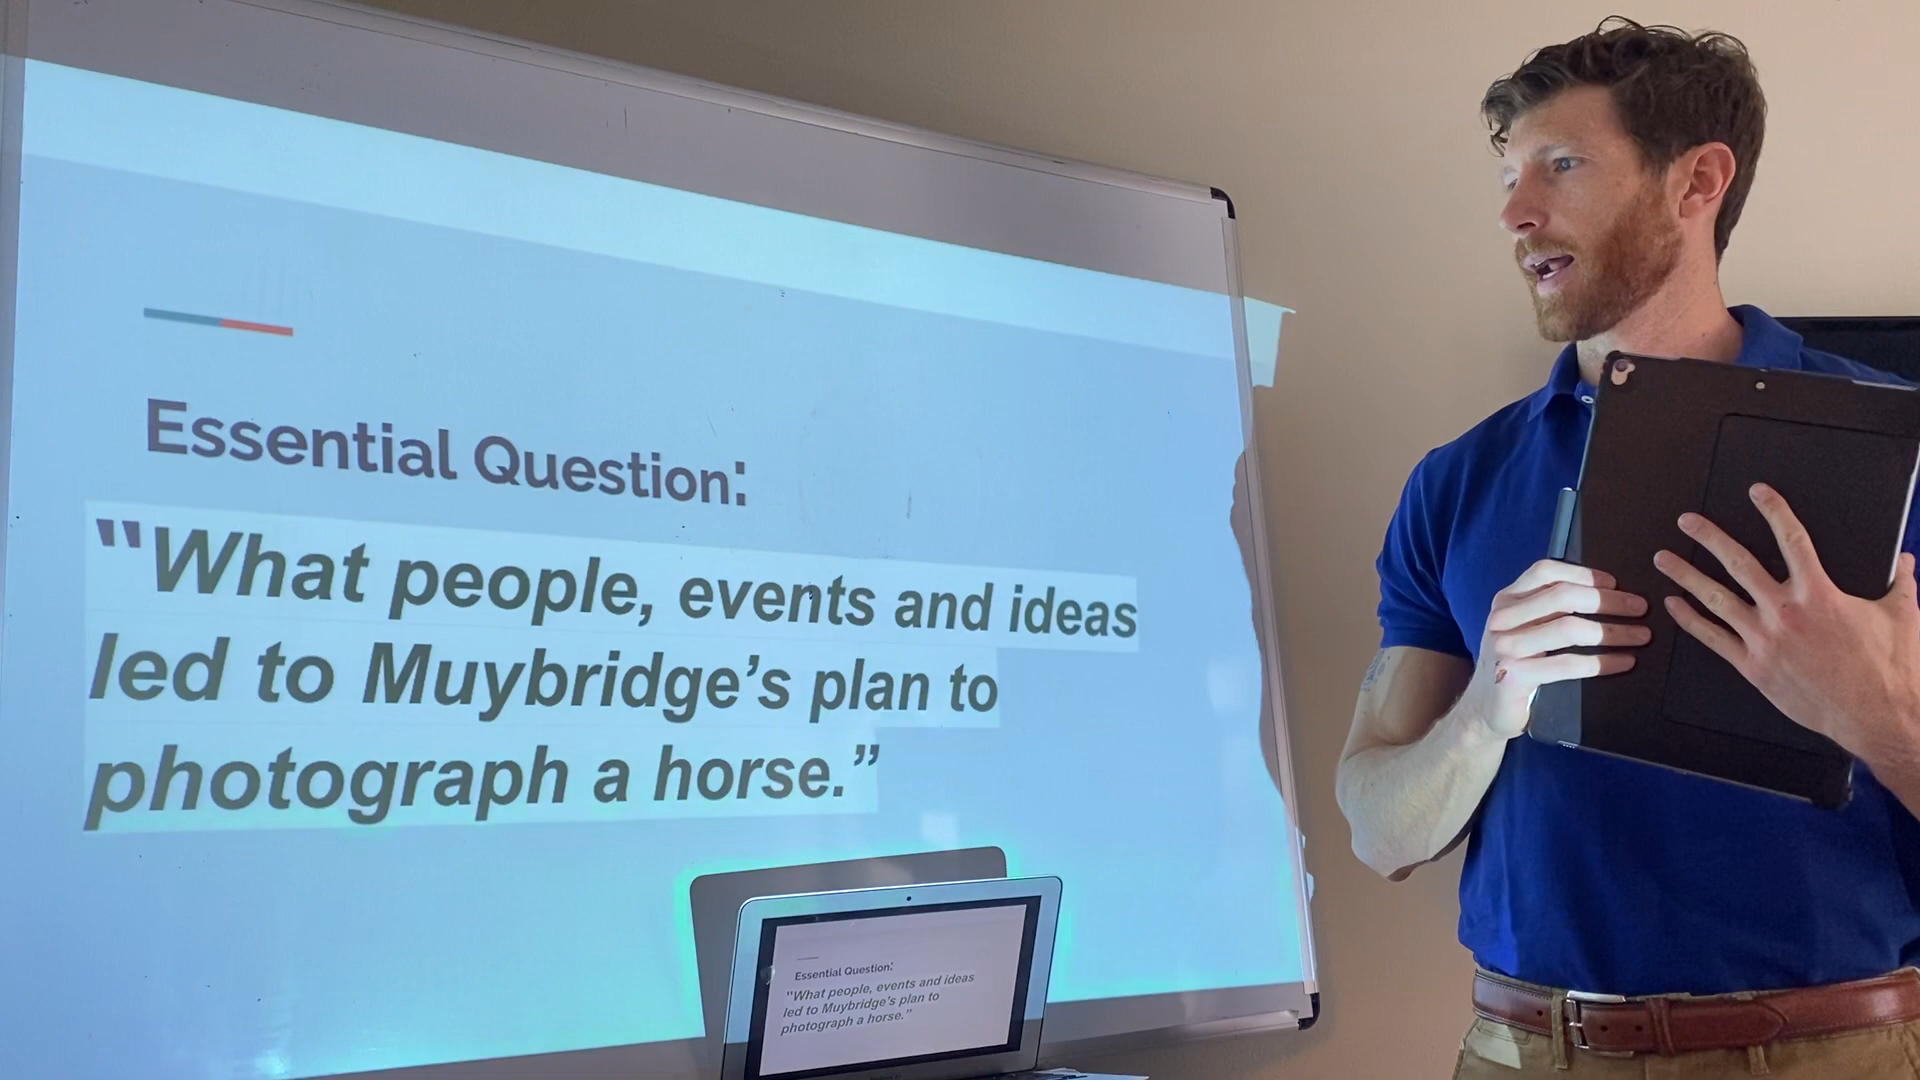 Essential Question:
"What people, events and ideas
led to Muybridge’s plan to
photograph a horse.”
Essential Question:
"What people, events and ideas
led to Muybridge's plan to
photograph a horse."